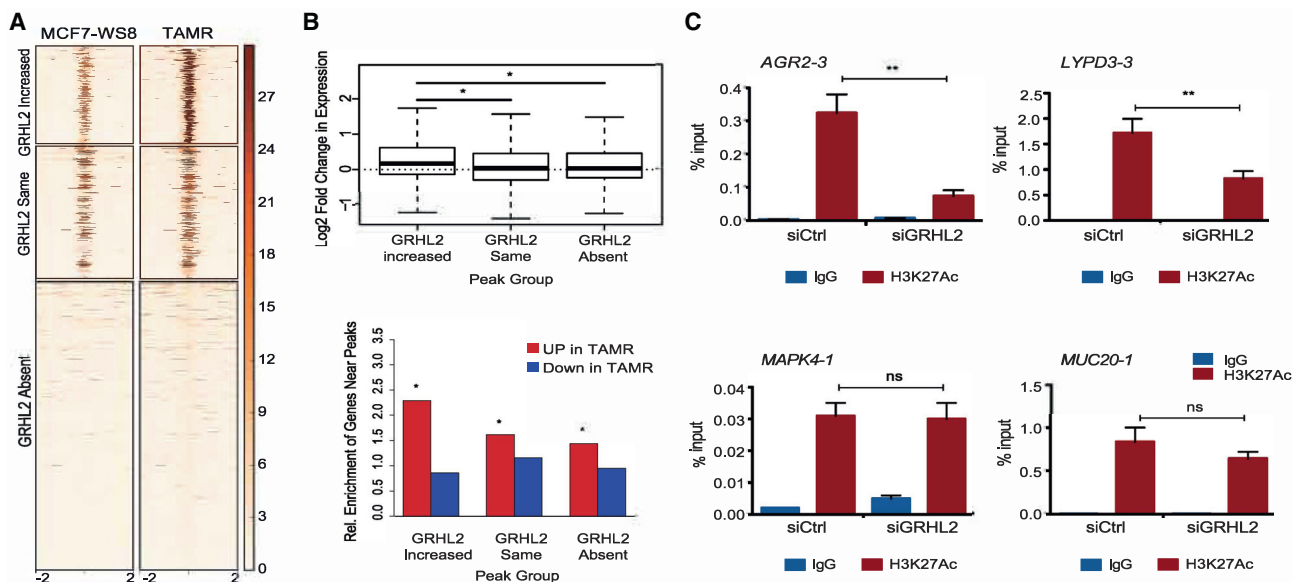 A
MCF7-WS8 TAMR
GRHL2 Increased
GRHL2 Same
GRHL2 Absent
27
24
21
18
15
12
9
6
3
0
-2 2 -2 2
B
Log2 Fold Change in Expression
2
1
0
-1
*
*
GRHL2 increased
GRHL2 Same
GRHL2 Absent
Peak Group
Rel. Enrichment of Genes Near Peaks
3.5
3.0
2.5
2.0
1.5
1.0
0.5
0.0
UP in TAMR
Down in TAMR
*
*
*
GRHL2 Increased
GRHL2 Same
GRHL2 Absent
Peak Group
C
AGR2-3
% input
0.4
0.3
0.2
0.1
0.0
**
siCtrl siGRHL2
IgG H3K27Ac
LYPD3-3
% input
2.5
2.0
1.5
1.0
0.5
0.0
**
siCtrl siGRHL2
IgG H3K27Ac
MAPK4-1
% input
0.04
0.03
0.02
0.01
0.00
ns
siCtrl siGRHL2
IgG H3K27Ac
MUC20-1
IgG
H3K27Ac
% input
2.0
1.5
1.0
0.5
0.0
ns
siCtrl siGRHL2
IgG H3K27Ac